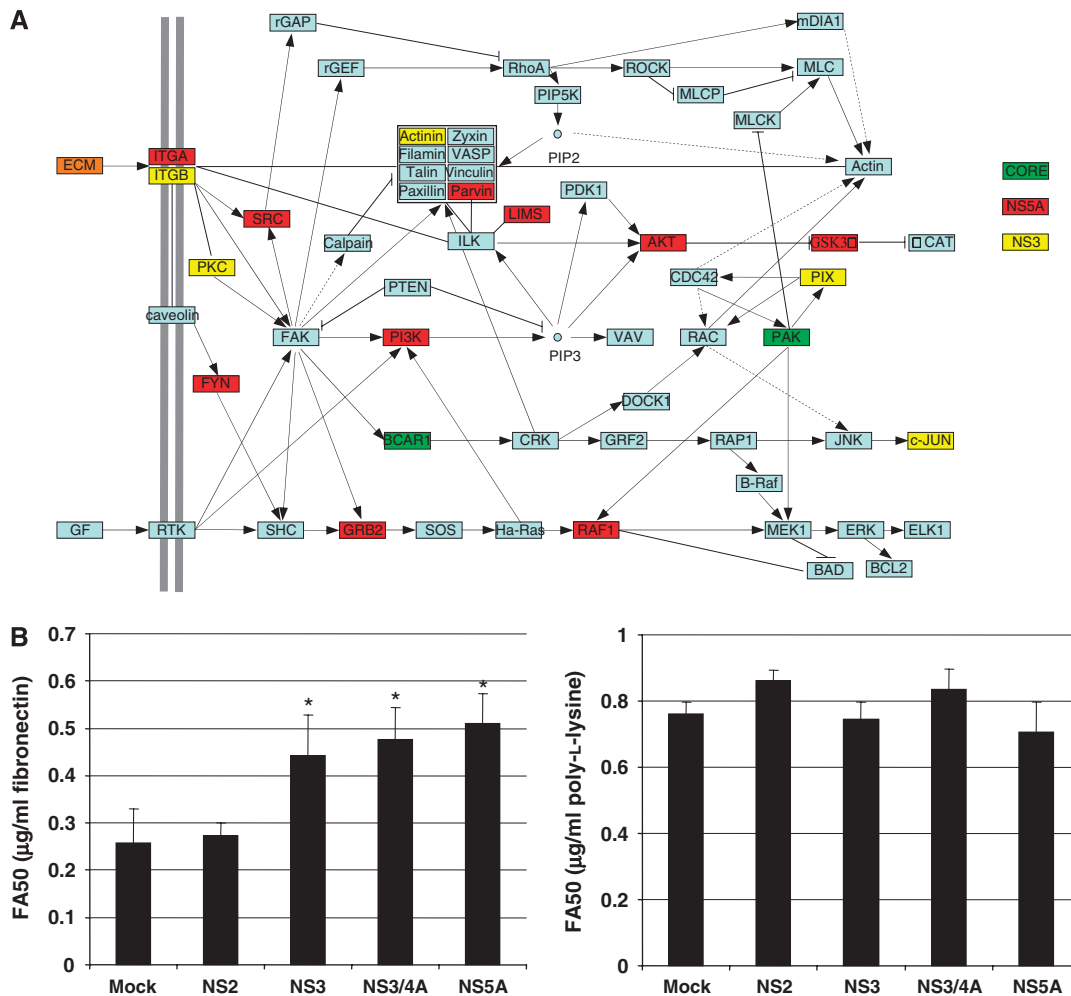 A
rGAP
mDIA1
rGEF
RhoA
ROCK
MLC
PIP5K
MLCP
MLCK
Actinin
Zyxin
Filamin
VASP
Talin
Vinculin
Paxillin
Parvin
PIP2
ECM
ITGA
ITGB
Actin
CORE
NS5A
NS3
PDK1
SRC
LIMS
Calpain
ILK
AKT
GSK3□
□ CAT
PKC
PTEN
CDC42
PIX
caveolin
FAK
PI3K
PIP3
VAV
RAC
PAK
FYN
DOCK1
BCAR1
CRK
GRF2
RAP1
JNK
c-JUN
B-Raf
GF
RTK
SHC
GRB2
SOS
Ha-Ras
RAF1
MEK1
ERK
ELK1
BAD
BCL2
B
FA50 (µg/ml fibronectin)
0.7
0.6
0.5
0.4
0.3
0.2
0.1
0
* * *
Mock NS2 NS3 NS3/4A NS5A
FA50 (µg/ml poly-L-lysine)
1
0.8
0.6
0.4
0.2
0
Mock NS2 NS3 NS3/4A NS5A